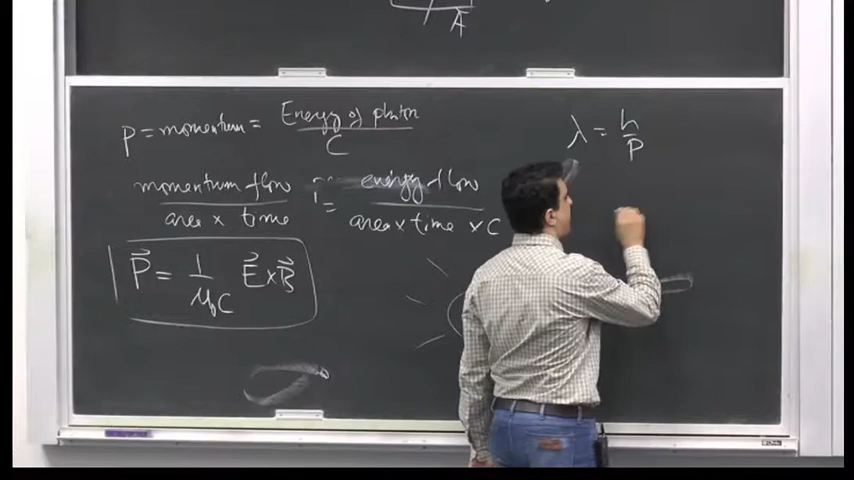 A
P = momentum = Energy of photon / C
λ = h / P
momentum flow / area x time = energy flow / area x time x C
P⃗ = 1 / μ₀C E⃗ x B⃗